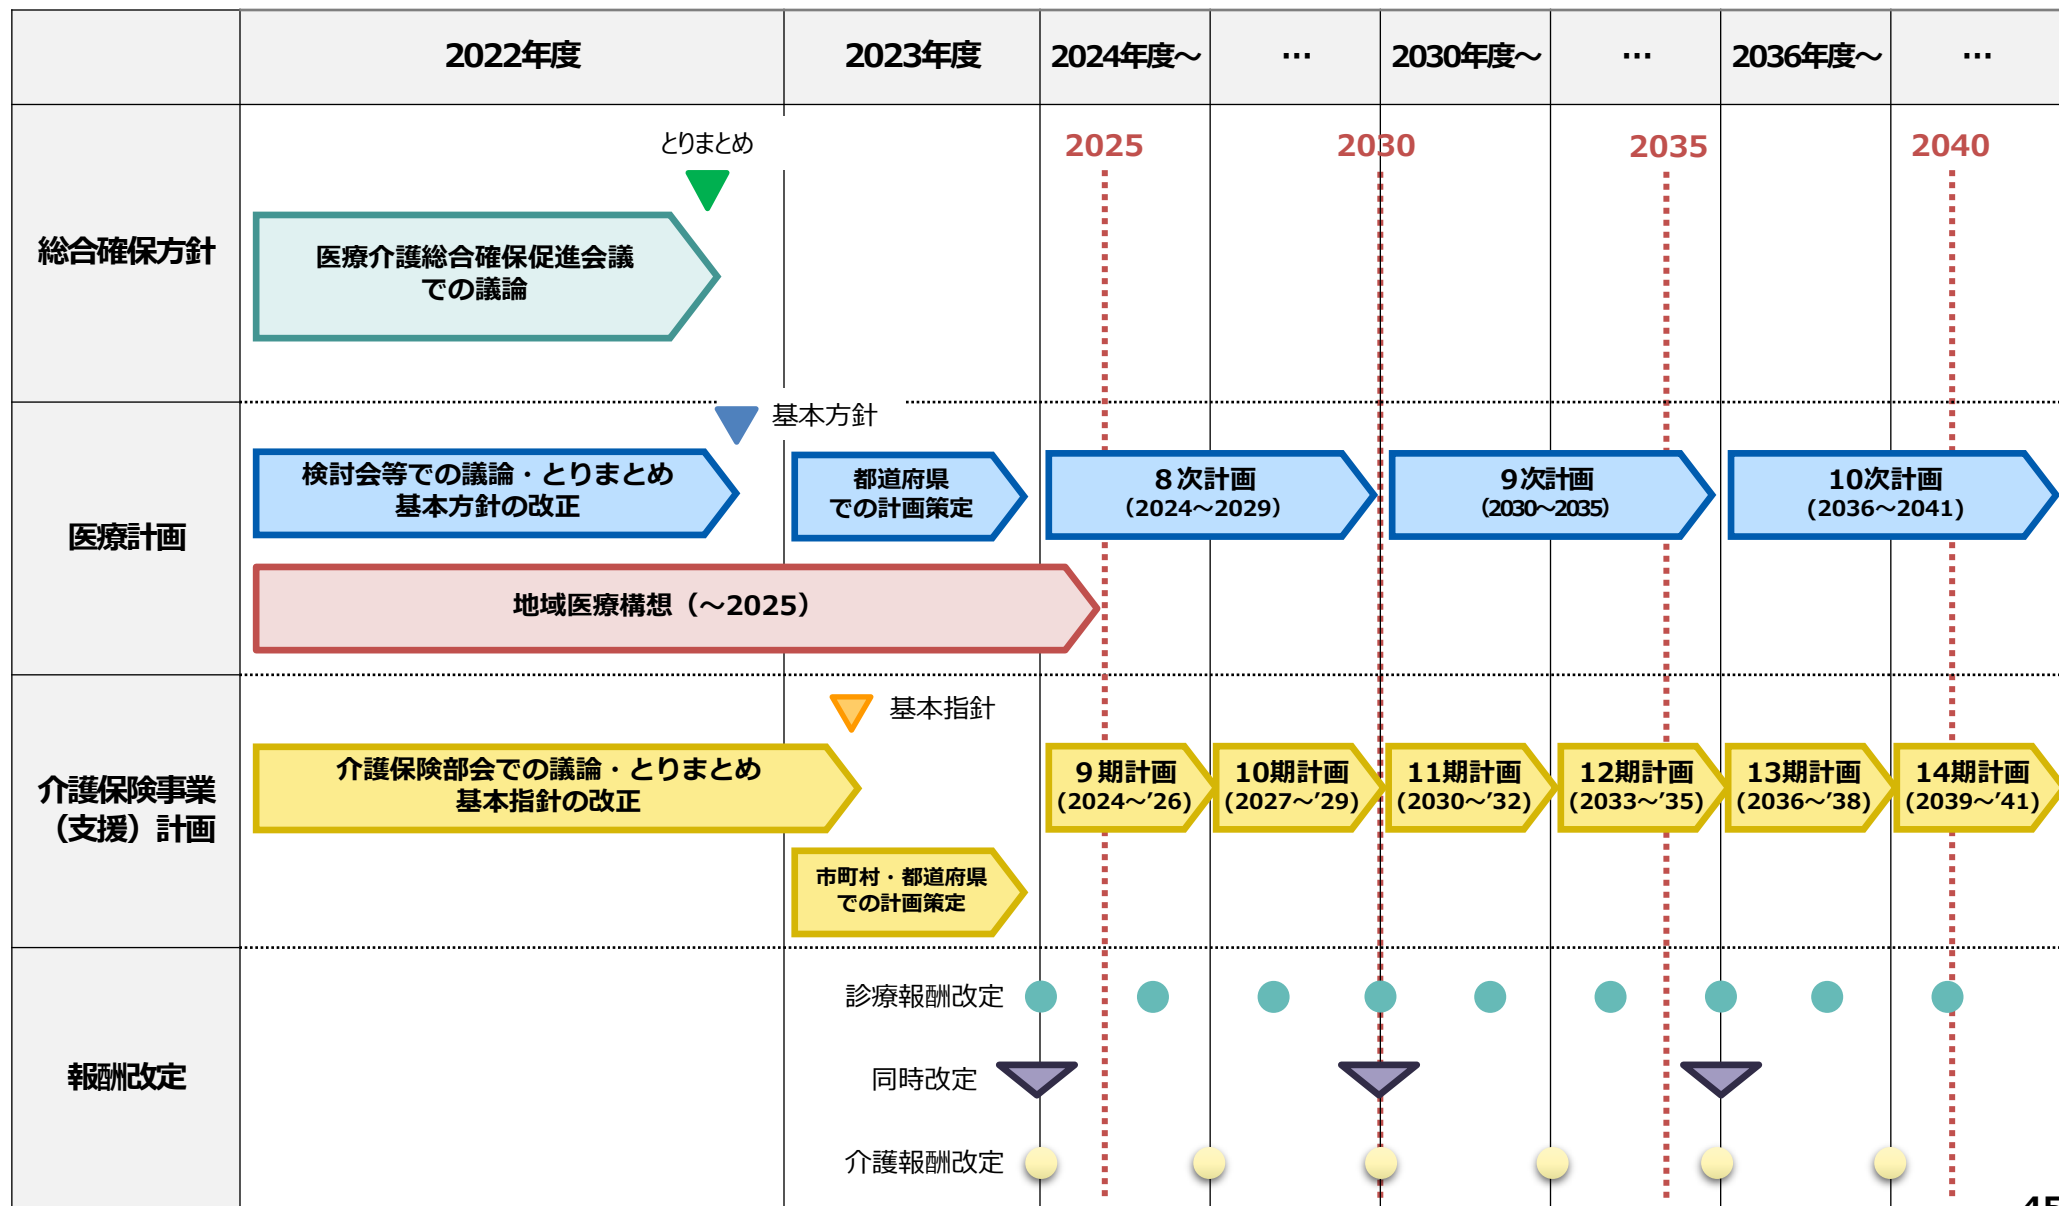 2022年度
2023年度
2024年度～
…
2030年度～
…
2036年度～
…
総合確保方針
とりまとめ
2025
2030
2035
2040
医療介護総合確保促進会議
での議論
医療計画
基本方針
検討会等での議論・とりまとめ
基本方針の改正
都道府県
での計画策定
８次計画
（2024～2029）
９次計画
（2030～2035）
10次計画
(2036～2041)
地域医療構想（～2025）
介護保険事業
（支援）計画
基本指針
介護保険部会での議論・とりまとめ
基本指針の改正
９期計画
(2024～’26)
10期計画
(2027～’29)
11期計画
(2030～’32)
12期計画
(2033～’35)
13期計画
(2036～’38)
14期計画
(2039～’41)
市町村・都道府県
での計画策定
報酬改定
診療報酬改定
同時改定
介護報酬改定